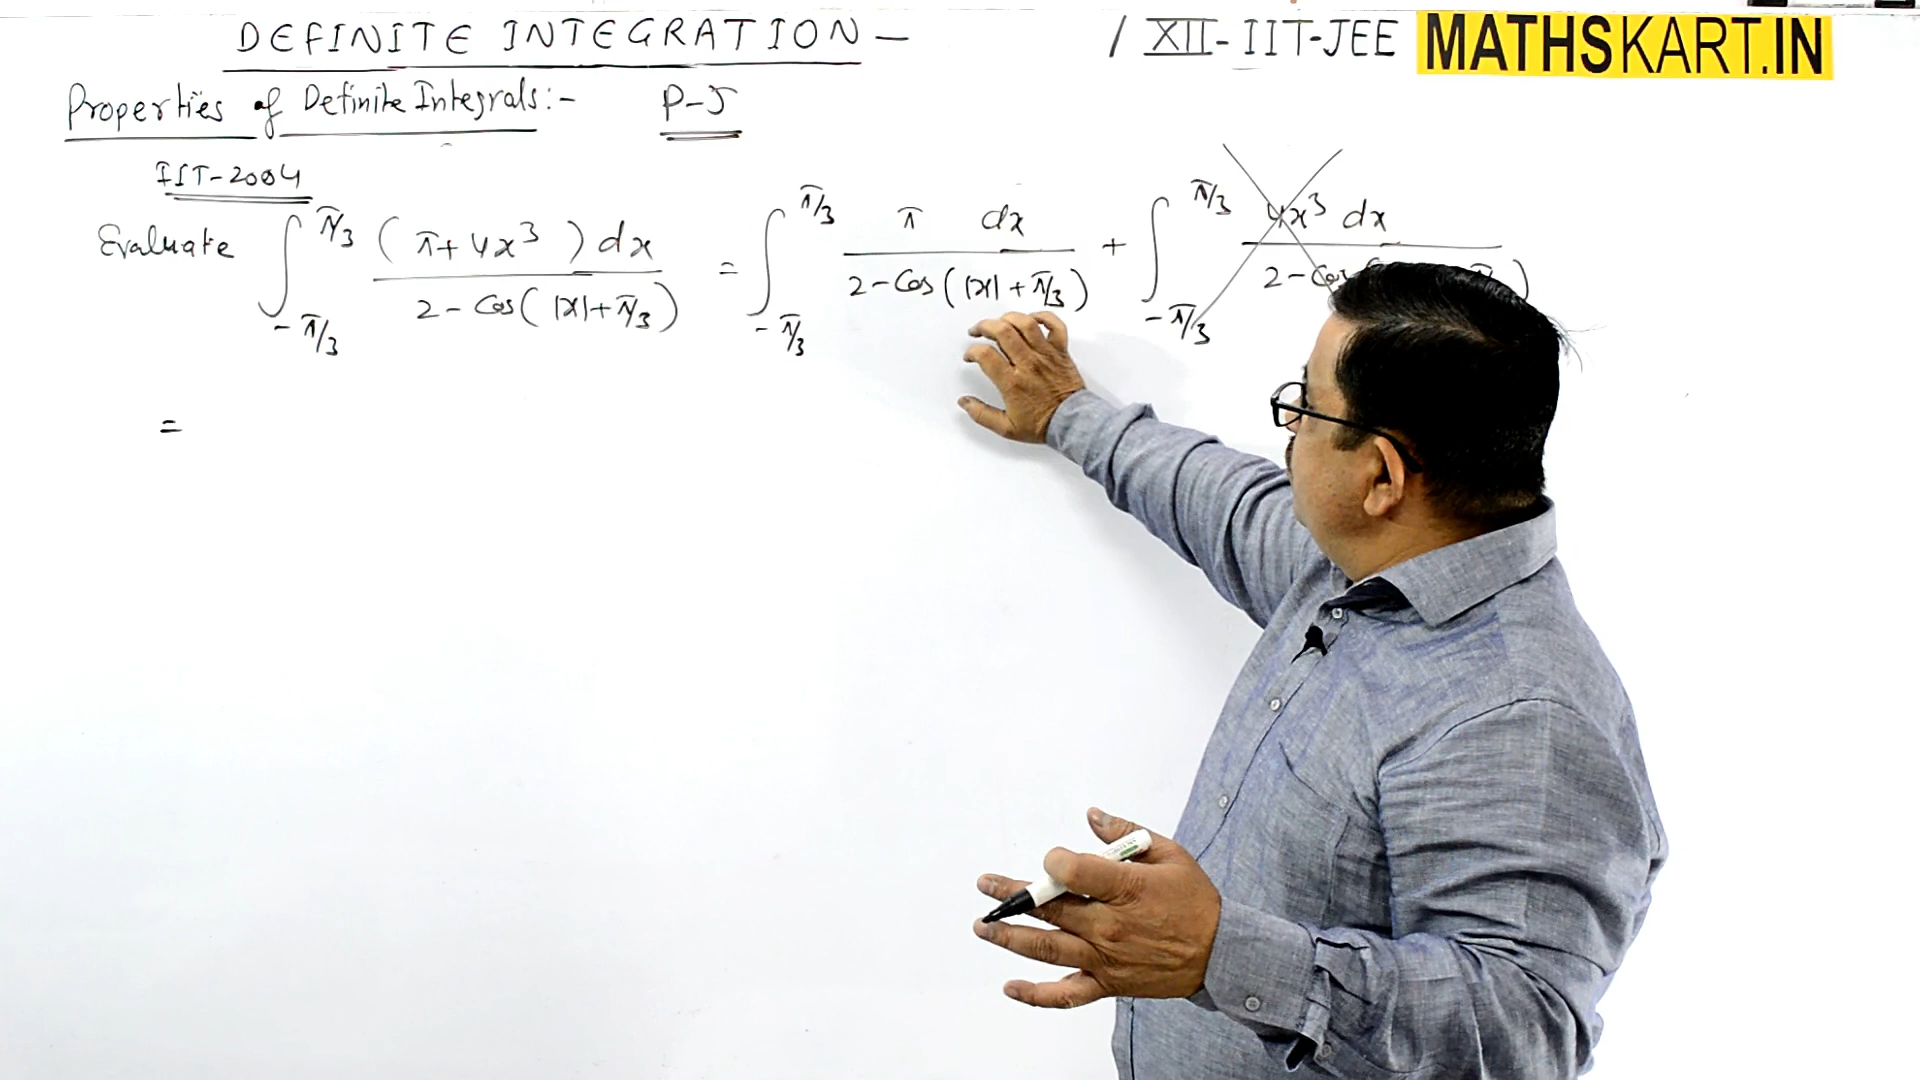 DEFINITE INTEGRATION —
/ XII-IIT-JEE MATHSKART.IN
Properties of Definite Integrals:- P-5
IIT-2004
Evaluate ∫_{-π/3}^{π/3} (π+4x³)dx / 2-Cos(|x|+π/3) = ∫_{-π/3}^{π/3} π dx / 2-Cos(|x|+π/3) + ∫_{-π/3}^{π/3} 4x³ dx / 2-Cos
=